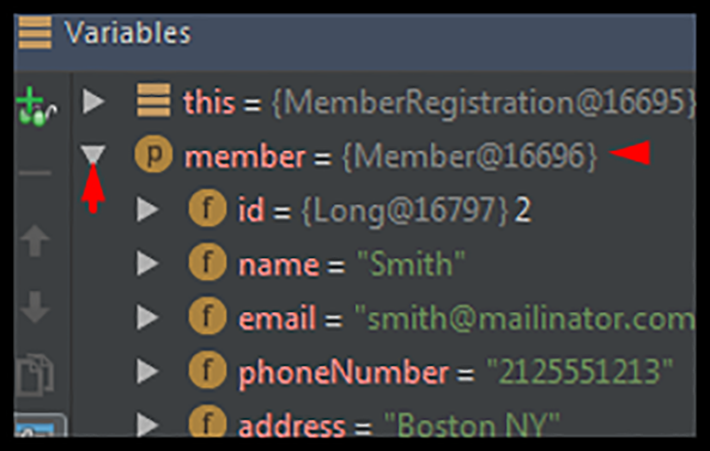 Variables
this = {MemberRegistration@16695}
p member = {Member@16696}
f id = {Long@16797} 2
f name = "Smith"
f email = "smith@mailinator.com
f phoneNumber = "2125551213"
f address = "Boston NY"